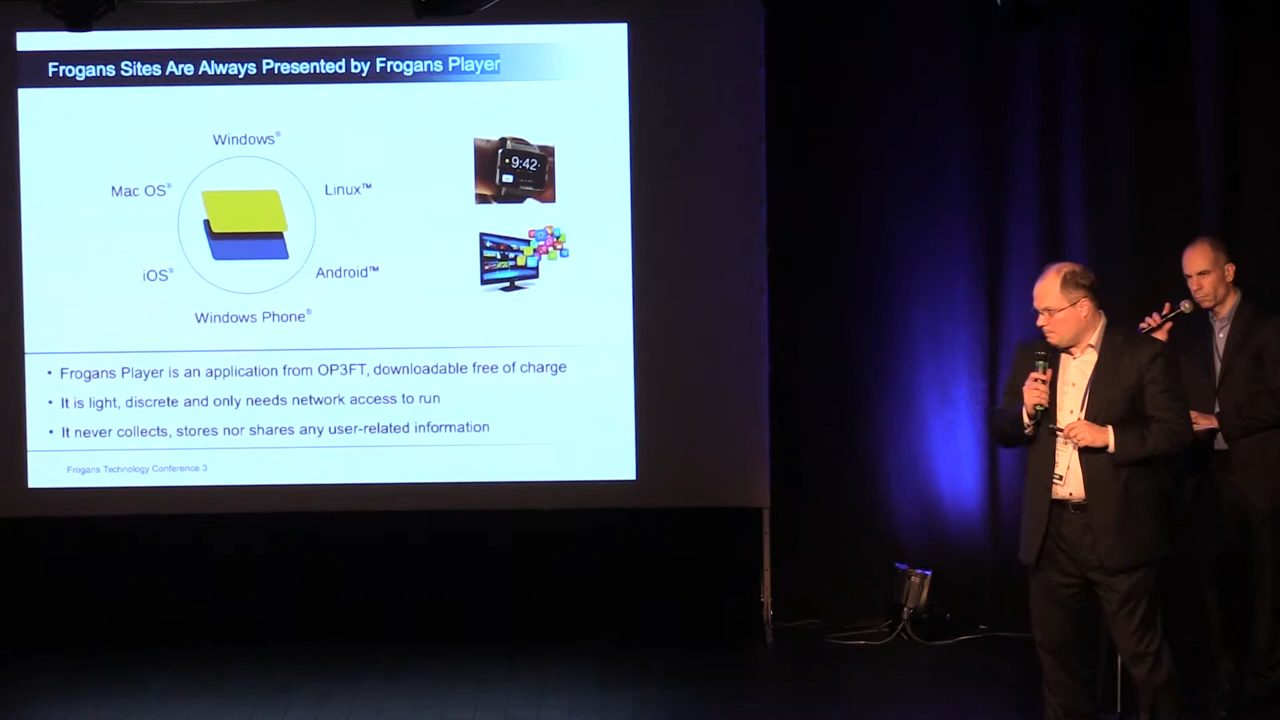 Frogans Sites Are Always Presented by Frogans Player
Windows®
Mac OS®
Linux™
iOS®
Android™
Windows Phone®
9:42
• Frogans Player is an application from OP3FT, downloadable free of charge
• It is light, discrete and only needs network access to run
• It never collects, stores nor shares any user-related information
Frogans Technology Conference 3